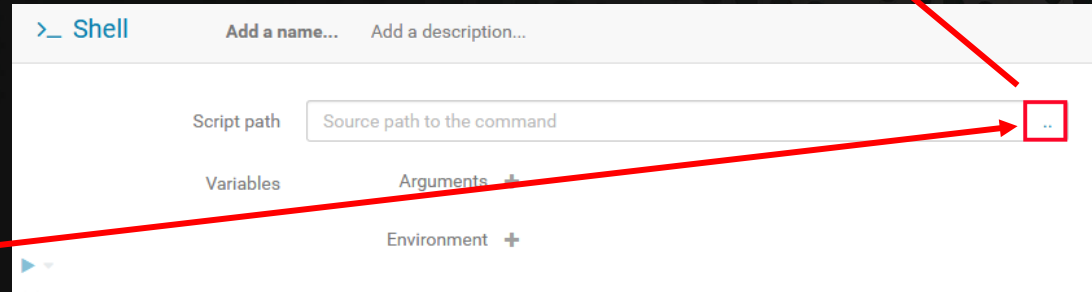 >_ Shell Add a name... Add a description...
Script path Source path to the command ..
Variables Arguments +
Environment +